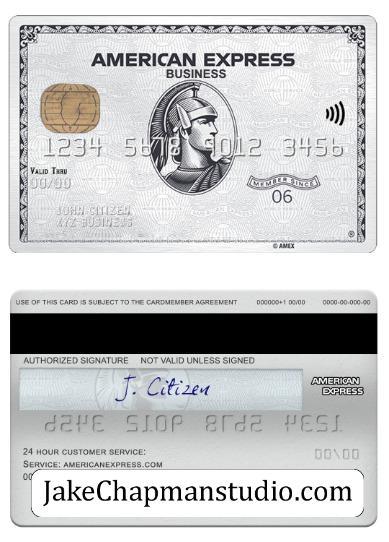 AMERICAN EXPRESS
BUSINESS
1234 5678 9012 3456
VALID THRU
00/00
MEMBER SINCE
06
JOHN CITIZEN
XYZ BUSINESS
®
© AMEX
USE OF THIS CARD IS SUBJECT TO THE CARDMEMBER AGREEMENT 000000+1 00/00 0000-00-000-00
AUTHORIZED SIGNATURE NOT VALID UNLESS SIGNED
J. Citizen
AMERICAN
EXPRESS
1234 5678 9012 3456
00/00
24 HOUR CUSTOMER SERVICE:
SERVICE: AMERICANEXPRESS.COM
JakeChapmanstudio.com